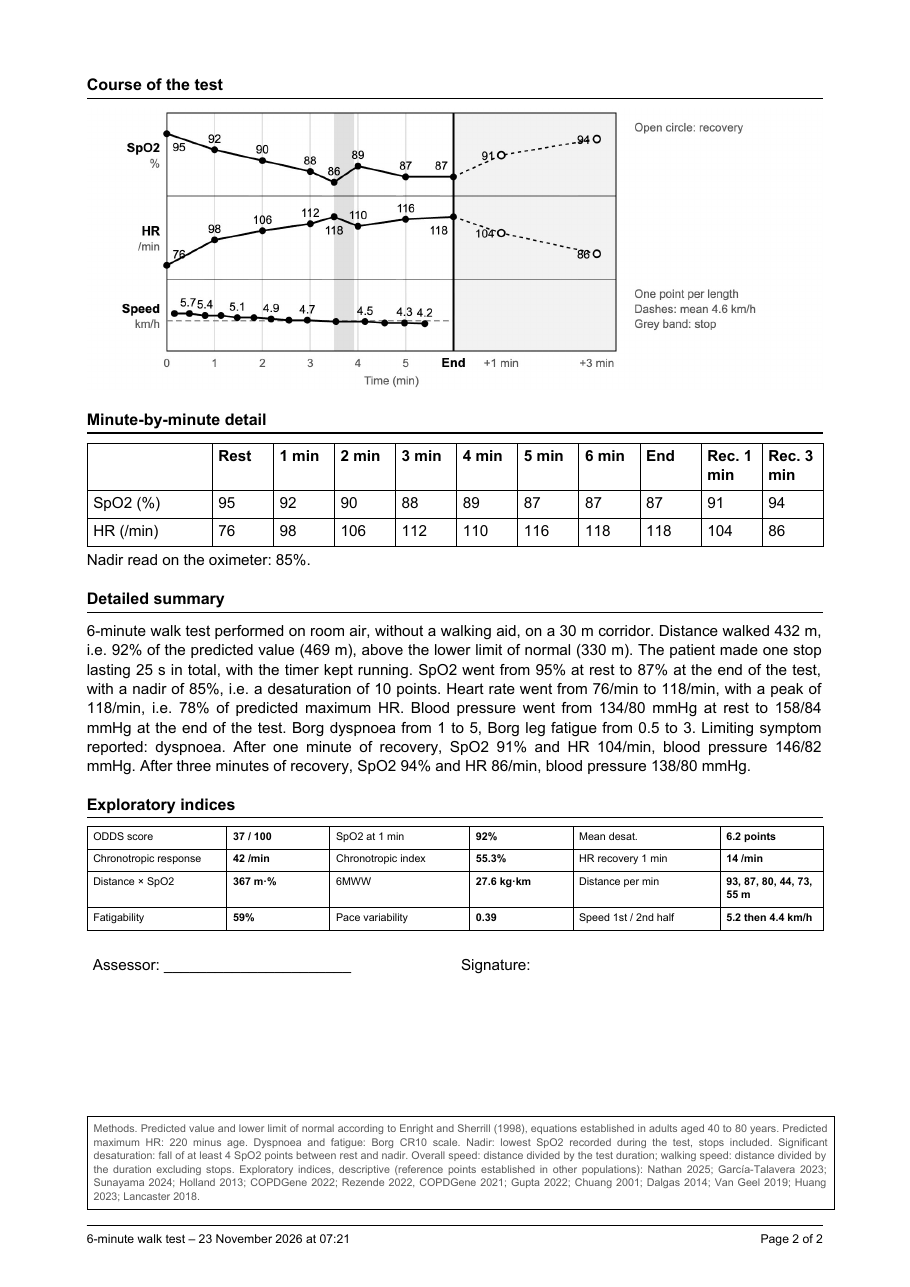 Course of the test
SpO2
%
95
92
90
88
86
89
87
87
91
94
Open circle: recovery
HR
/min
76
98
106
112
118
110
116
118
104
86
Speed
km/h
5.7
5.4
5.1
4.9
4.7
4.5
4.3
4.2
One point per length
Dashes: mean 4.6 km/h
Grey band: stop
0 1 2 3 4 5 End +1 min +3 min
Time (min)
Minute-by-minute detail
Rest 1 min 2 min 3 min 4 min 5 min 6 min End Rec. 1 min Rec. 3 min
SpO2 (%) 95 92 90 88 89 87 87 87 91 94
HR (/min) 76 98 106 112 110 116 118 118 104 86
Nadir read on the oximeter: 85%.
Detailed summary
6-minute walk test performed on room air, without a walking aid, on a 30 m corridor. Distance walked 432 m,
i.e. 92% of the predicted value (469 m), above the lower limit of normal (330 m). The patient made one stop
lasting 25 s in total, with the timer kept running. SpO2 went from 95% at rest to 87% at the end of the test,
with a nadir of 85%, i.e. a desaturation of 10 points. Heart rate went from 76/min to 118/min, with a peak of
118/min, i.e. 78% of predicted maximum HR. Blood pressure went from 134/80 mmHg at rest to 158/84
mmHg at the end of the test. Borg dyspnoea from 1 to 5, Borg leg fatigue from 0.5 to 3. Limiting symptom
reported: dyspnoea. After one minute of recovery, SpO2 91% and HR 104/min, blood pressure 146/82
mmHg. After three minutes of recovery, SpO2 94% and HR 86/min, blood pressure 138/80 mmHg.
Exploratory indices
ODDS score 37 / 100 SpO2 at 1 min 92% Mean desat. 6.2 points
Chronotropic response 42 /min Chronotropic index 55.3% HR recovery 1 min 14 /min
Distance × SpO2 367 m·% 6MWW 27.6 kg·km Distance per min 93, 87, 80, 44, 73,
55 m
Fatigability 59% Pace variability 0.39 Speed 1st / 2nd half 5.2 then 4.4 km/h
Assessor: ______________________ Signature:
Methods. Predicted value and lower limit of normal according to Enright and Sherrill (1998), equations established in adults aged 40 to 80 years. Predicted
maximum HR: 220 minus age. Dyspnoea and fatigue: Borg CR10 scale. Nadir: lowest SpO2 recorded during the test, stops included. Significant
desaturation: fall of at least 4 SpO2 points between rest and nadir. Overall speed: distance divided by the test duration; walking speed: distance divided by
the duration excluding stops. Exploratory indices, descriptive (reference points established in other populations): Nathan 2025; García-Talavera 2023;
Sunayama 2024; Holland 2013; COPDGene 2022; Rezende 2022, COPDGene 2021; Gupta 2022; Chuang 2001; Dalgas 2014; Van Geel 2019; Huang
2023; Lancaster 2018.
6-minute walk test – 23 November 2026 at 07:21 Page 2 of 2